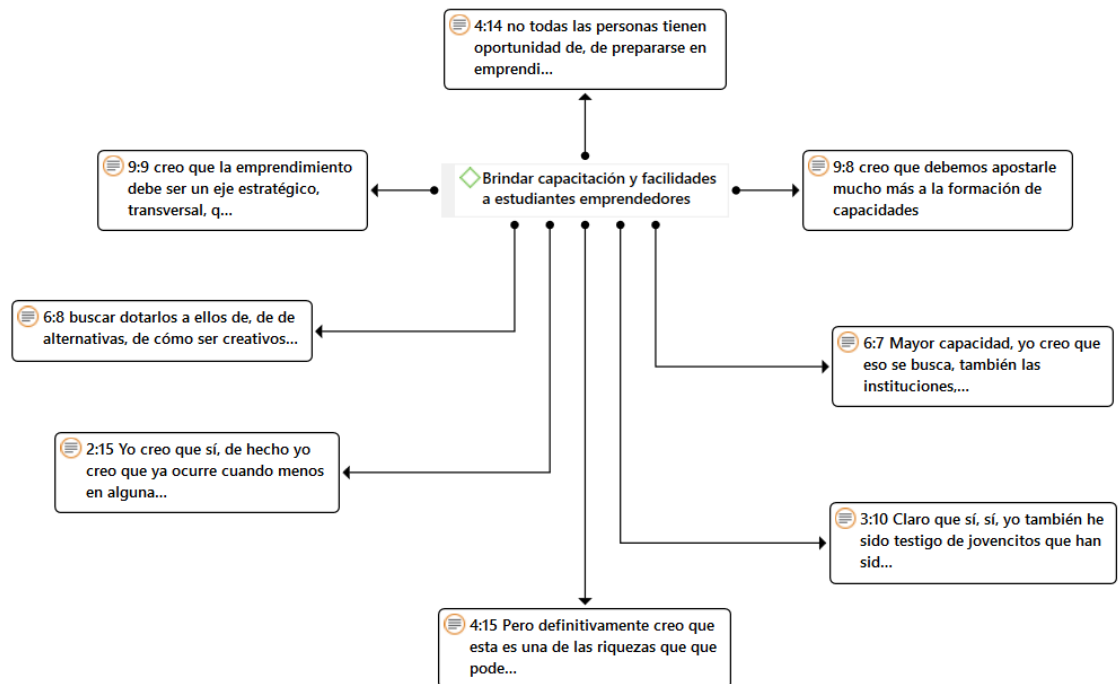 4:14 no todas las personas tienen
oportunidad de, de prepararse en
emprendi...
9:9 creo que la emprendimiento
debe ser un eje estratégico,
transversal, q...
Brindar capacitación y facilidades
a estudiantes emprendedores
9:8 creo que debemos apostarle
mucho más a la formación de
capacidades
6:8 buscar dotarlos a ellos de, de de
alternativas, de cómo ser creativos...
6:7 Mayor capacidad, yo creo que
eso se busca, también las
instituciones,...
2:15 Yo creo que sí, de hecho yo
creo que ya ocurre cuando menos
en alguna...
3:10 Claro que sí, sí, yo también he
sido testigo de jovencitos que han
sid...
4:15 Pero definitivamente creo que
esta es una de las riquezas que que
pode...